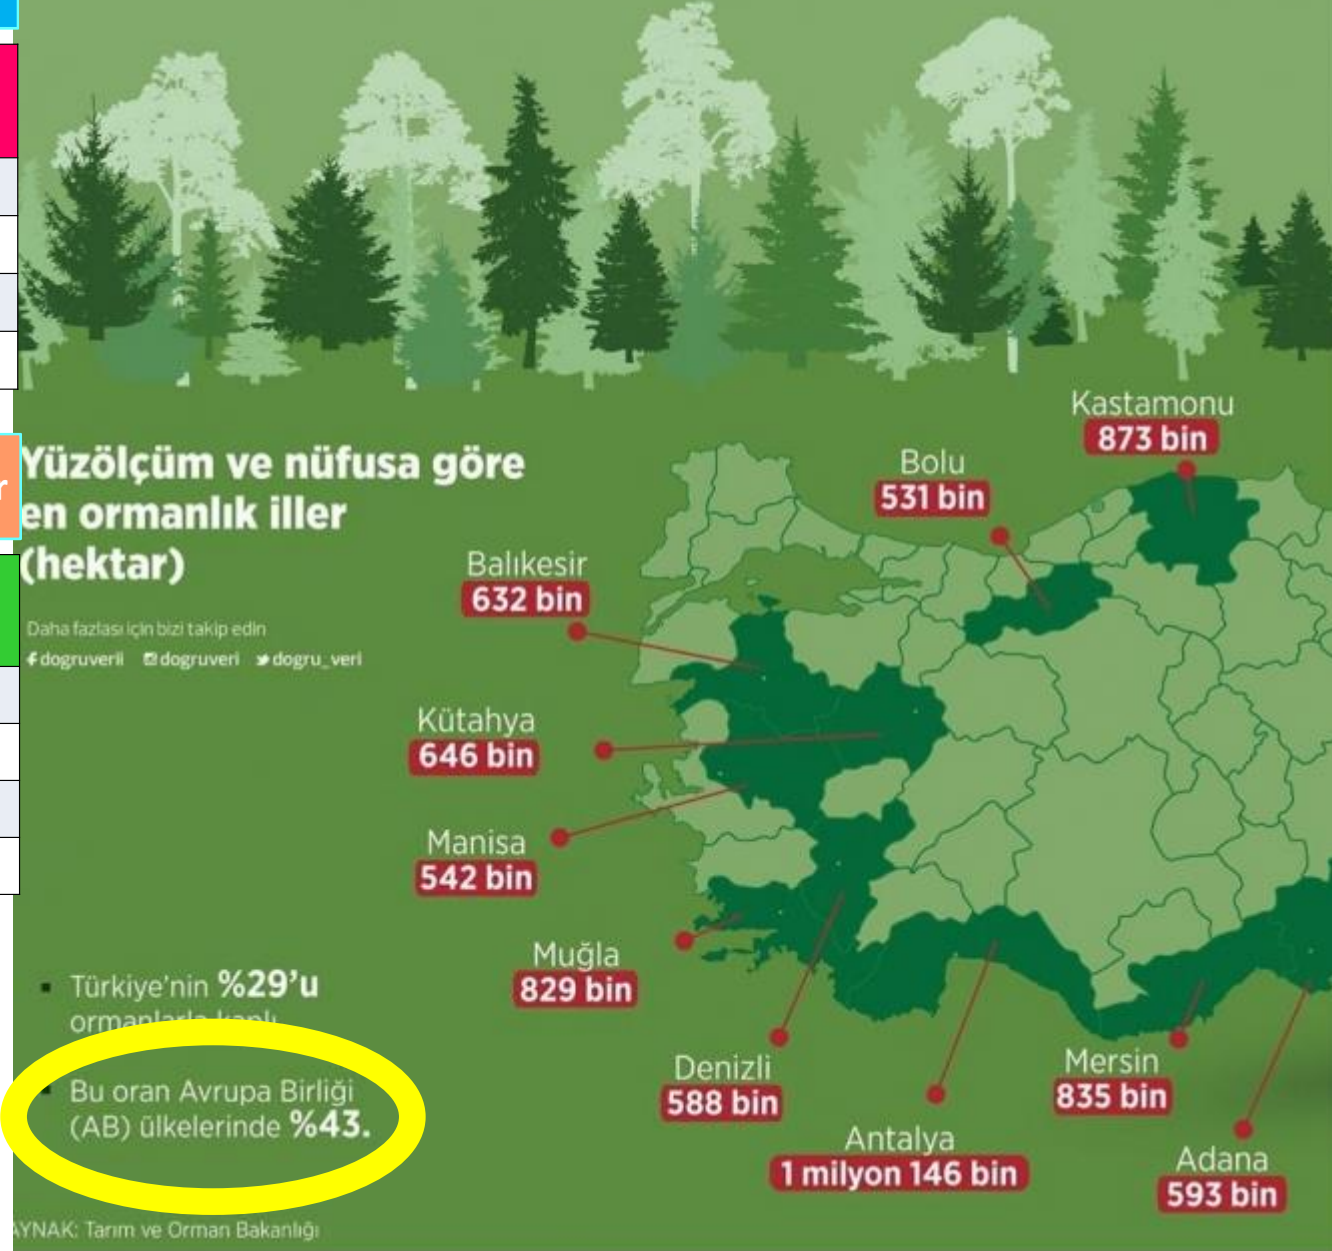 Kastamonu
873 bin
Bolu
531 bin
Yüzölçüm ve nüfusa göre
en ormanlık iller
(hektar)
r
Daha fazlası için bizi takip edin
dogruverii dogruveri dogru_veri
Balıkesir
632 bin
Kütahya
646 bin
Manisa
542 bin
Muğla
829 bin
Denizli
588 bin
Antalya
1 milyon 146 bin
Mersin
835 bin
Adana
593 bin
▪ Türkiye'nin %29'u
ormanlarla kaplı
▪ Bu oran Avrupa Birliği
(AB) ülkelerinde %43.
AYNAK: Tarım ve Orman Bakanlığı